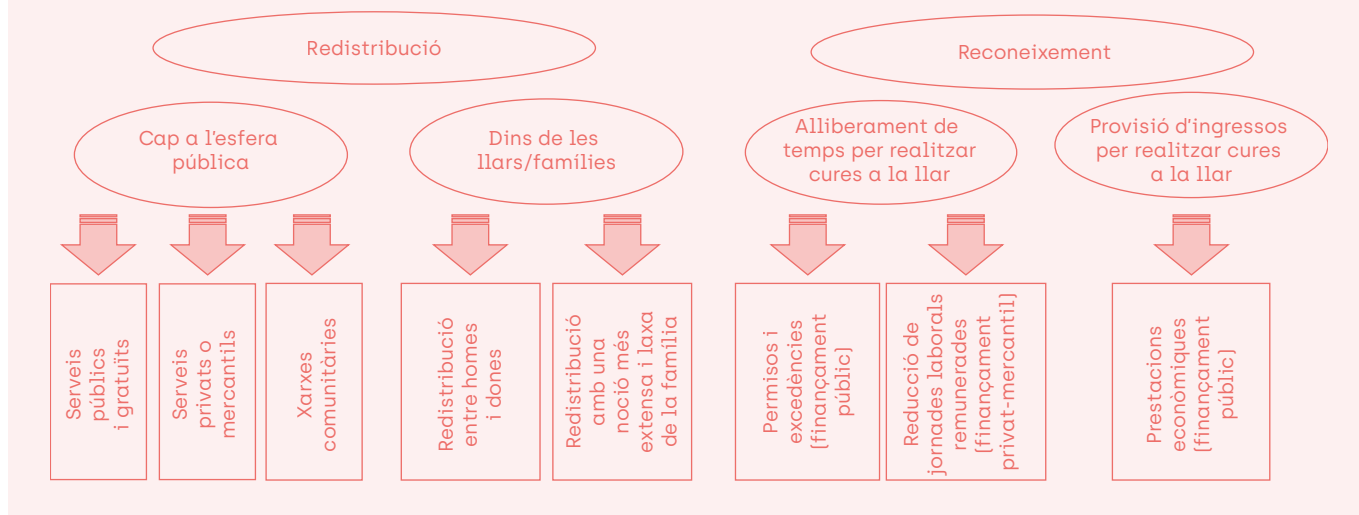 Redistribució
Reconeixement
Cap a l'esfera
pública
Dins de les
llars/famílies
Alliberament de
temps per realitzar
cures a la llar
Provisió d'ingressos
per realitzar cures
a la llar
Serveis
públics
i gratuïts
Serveis
privats o
mercantils
Xarxes
comunitàries
Redistribució
entre homes
i dones
Redistribució
amb una
noció més
extensa i laxa
de la família
Permisos i
excedències
(finançament
públic)
Reducció de
jornades laborals
remunerades
(finançament
privat-mercantil)
Prestacions
econòmiques
(finançament
públic)